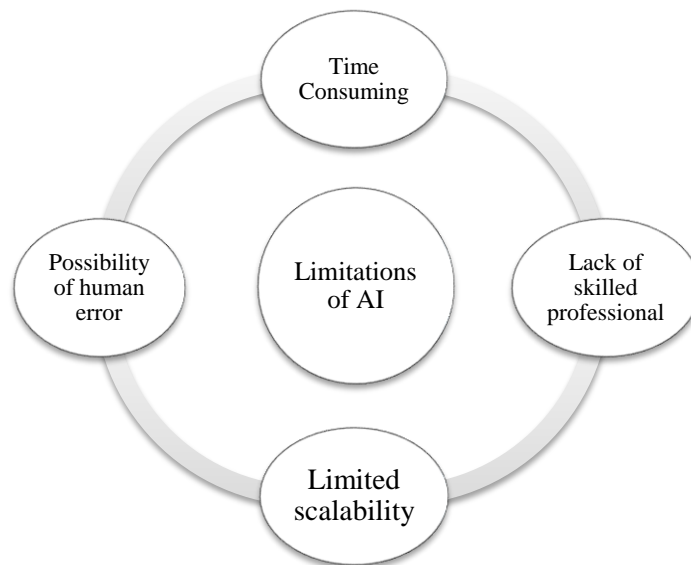 Time
Consuming
Possibility
of human
error
Limitations
of AI
Lack of
skilled
professional
Limited
scalability